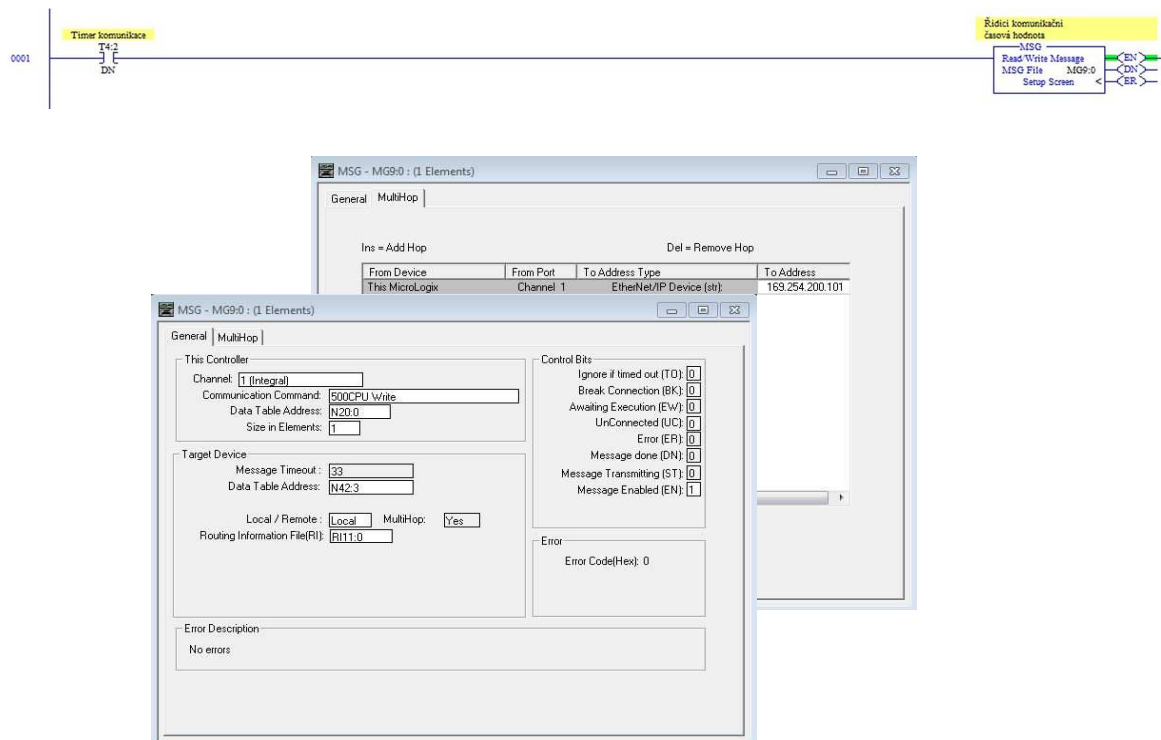 Timer komunikace
T4:2
0001
DN
Řídicí komunikační
časová hodnota
MSG
Read/Write Message
MSG File MG9:0
Setup Screen <
EN
DN
ER
MSG - MG9:0 : (1 Elements)
General MultiHop
Ins = Add Hop Del = Remove Hop
From Device From Port To Address Type To Address
This MicroLogix Channel 1 EtherNet/IP Device (str): 169.254.200.101
MSG - MG9:0 : (1 Elements)
General MultiHop
This Controller
Channel: 1 (Integral)
Communication Command: 500CPU Write
Data Table Address: N20:0
Size in Elements: 1
Target Device
Message Timeout : 33
Data Table Address: N42:3
Local / Remote : Local MultiHop: Yes
Routing Information File(RI): RI11:0
Control Bits
Ignore if timed out (TO): 0
Break Connection (BK): 0
Awaiting Execution (EW): 0
UnConnected (UC): 0
Error (ER): 0
Message done (DN): 0
Message Transmitting (ST): 0
Message Enabled (EN): 1
Error
Error Code(Hex): 0
Error Description
No errors